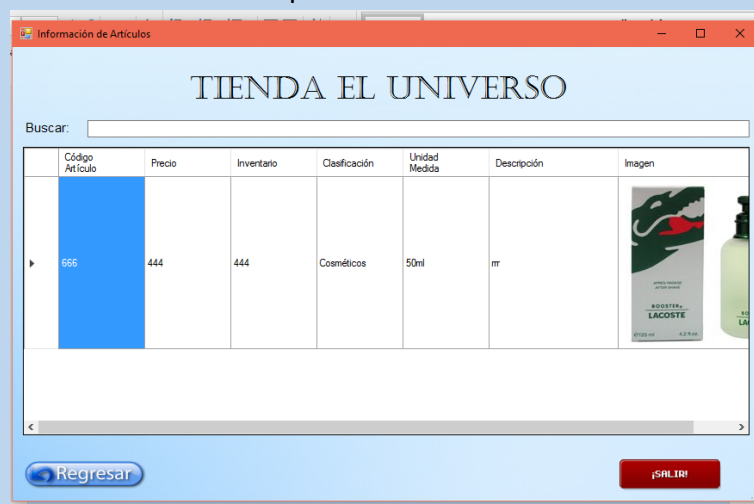 Información de Artículos
TIENDA EL UNIVERSO
Buscar:
Código Artículo
Precio
Inventario
Clasificación
Unidad Medida
Descripción
Imagen
666
444
444
Cosméticos
50ml
rrr
BOOSTER
LACOSTE
¡SALIR!
Regresar